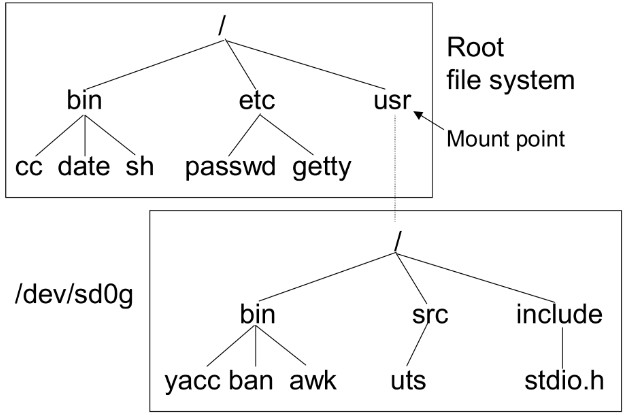 /
Root
file system
bin etc usr
Mount point
cc date sh passwd getty
/
/dev/sd0g
bin src include
yacc ban awk uts stdio.h